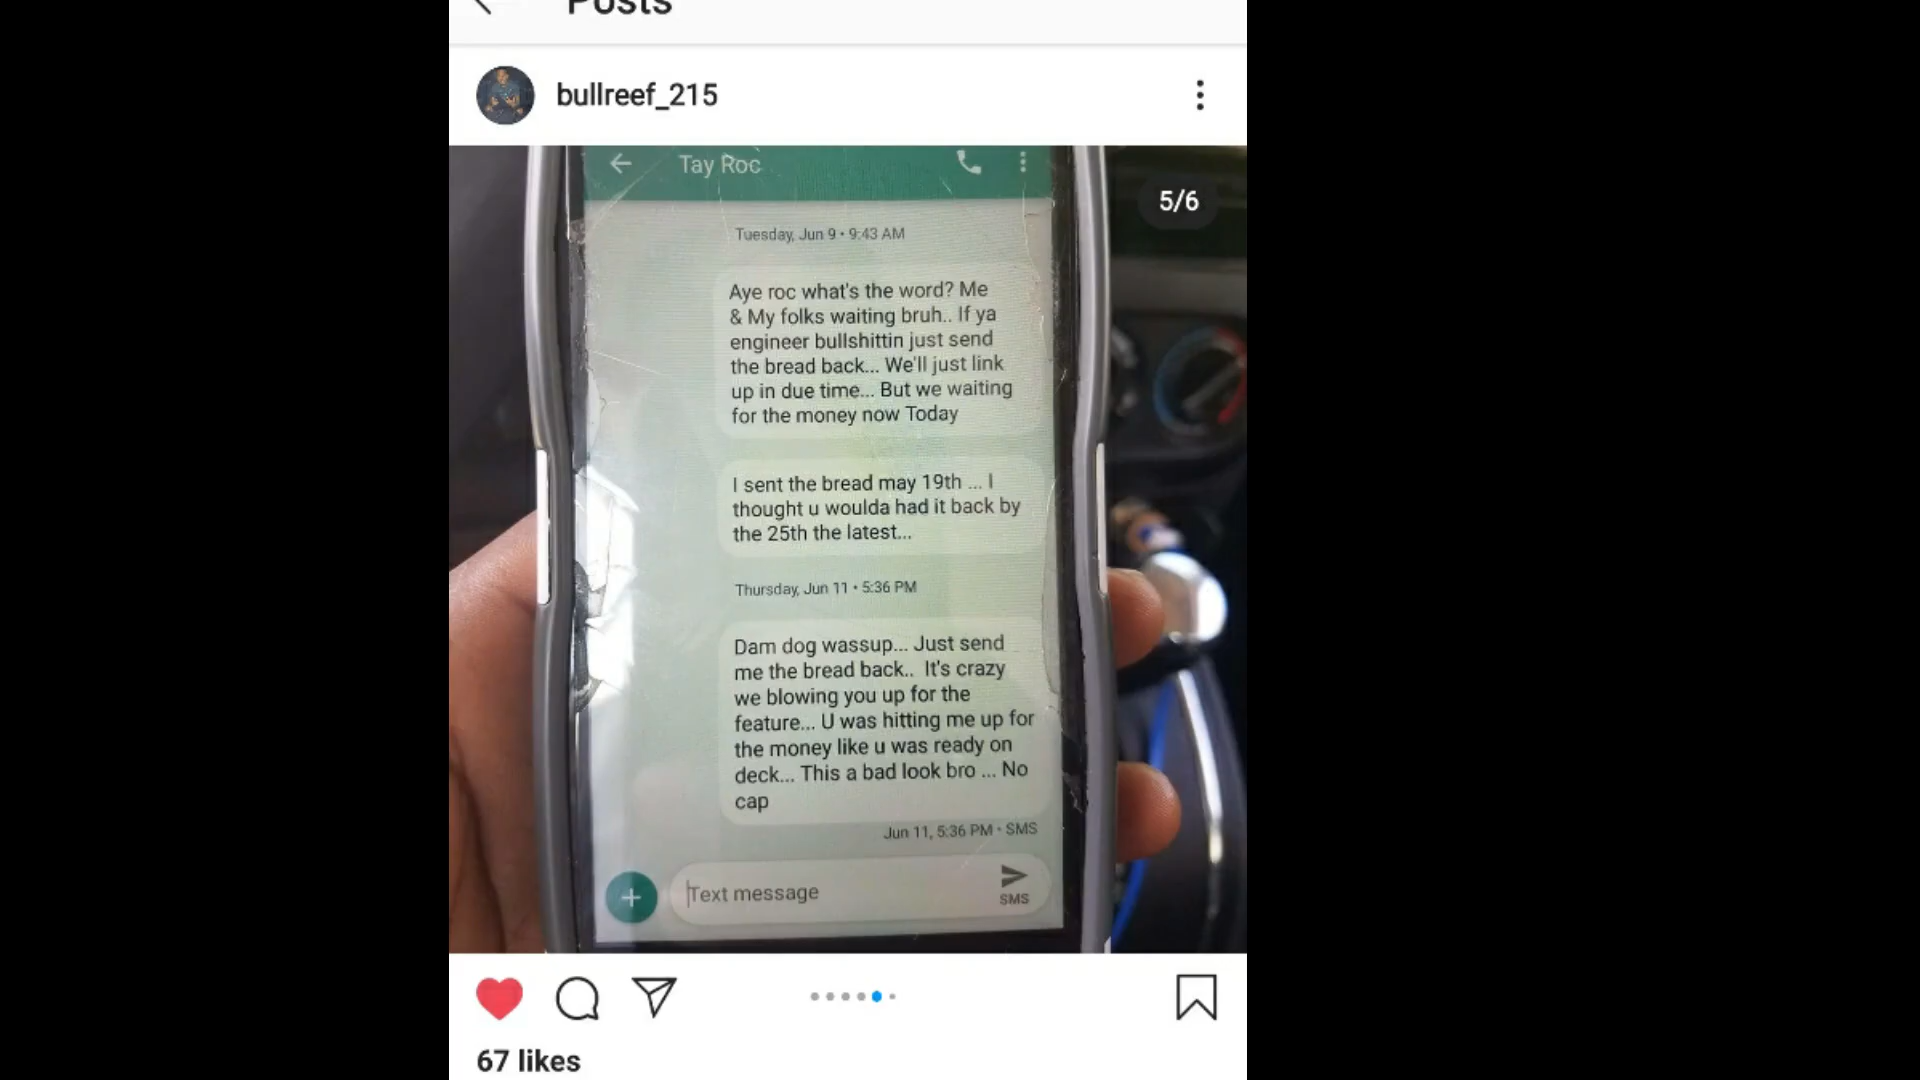 Posts
bullreef_215
Tay Roc
5/6
Tuesday, Jun 9 • 9:43 AM
Aye roc what's the word? Me
& My folks waiting bruh.. If ya
engineer bullshittin just send
the bread back... We'll just link
up in due time... But we waiting
for the money now Today
I sent the bread may 19th ... I
thought u woulda had it back by
the 25th the latest...
Thursday, Jun 11 • 5:36 PM
Dam dog wassup... Just send
me the bread back.. It's crazy
we blowing you up for the
feature... U was hitting me up for
the money like u was ready on
deck... This a bad look bro ... No
cap
Jun 11, 5:36 PM • SMS
Text message
SMS
67 likes